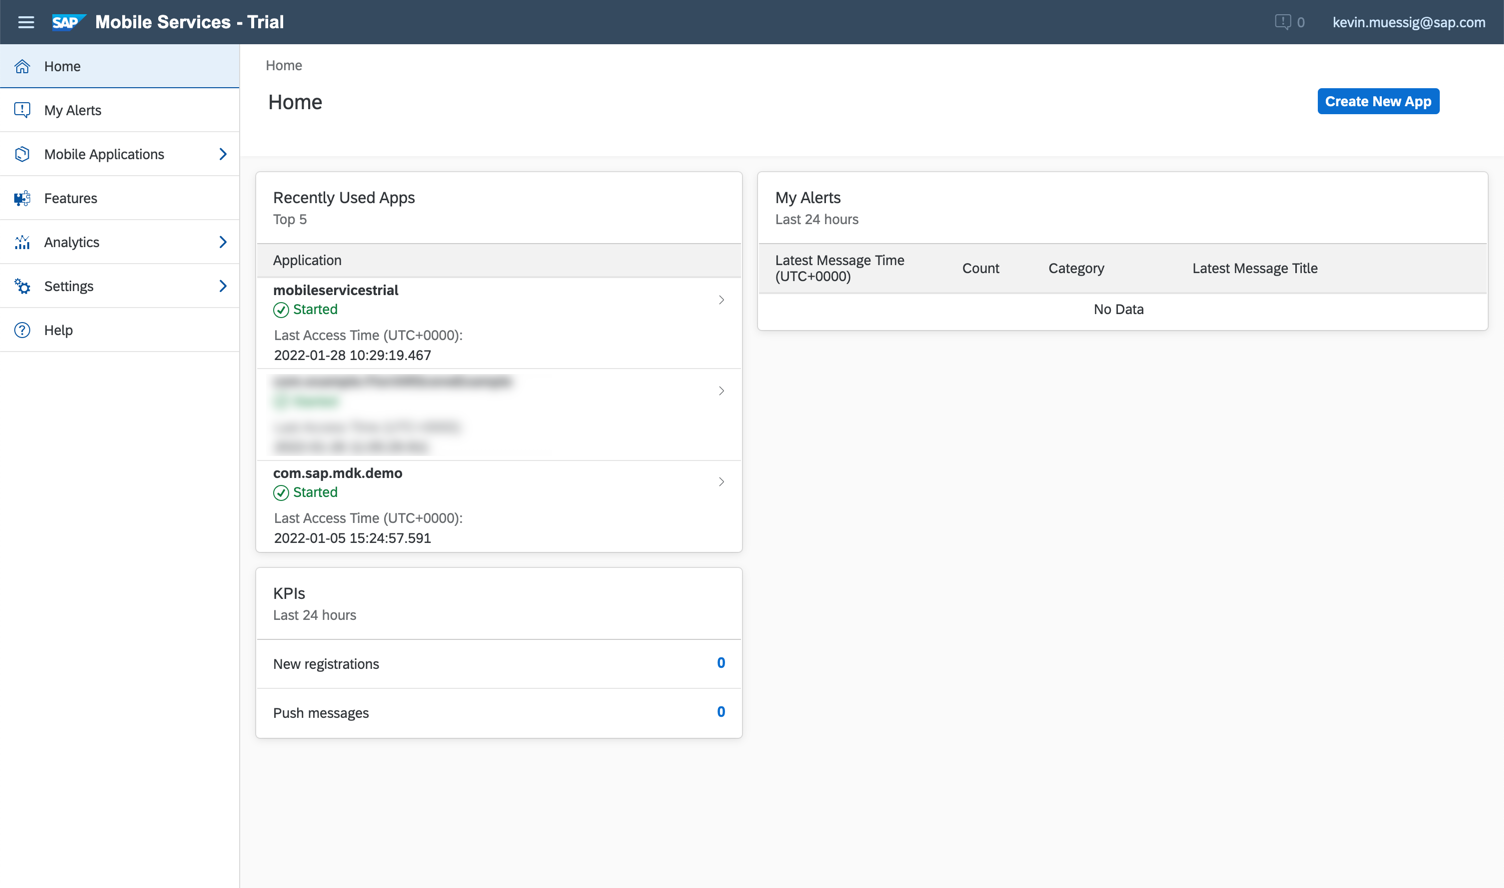 SAP Mobile Services - Trial
0
kevin.muessig@sap.com
Home
My Alerts
Mobile Applications
Features
Analytics
Settings
Help
Home
Home
Create New App
Recently Used Apps
Top 5
Application
mobileservicestrial
Started
Last Access Time (UTC+0000):
2022-01-28 10:29:19.467
com.sap.mdk.demo
Started
Last Access Time (UTC+0000):
2022-01-05 15:24:57.591
KPIs
Last 24 hours
New registrations
0
Push messages
0
My Alerts
Last 24 hours
Latest Message Time
(UTC+0000)
Count
Category
Latest Message Title
No Data